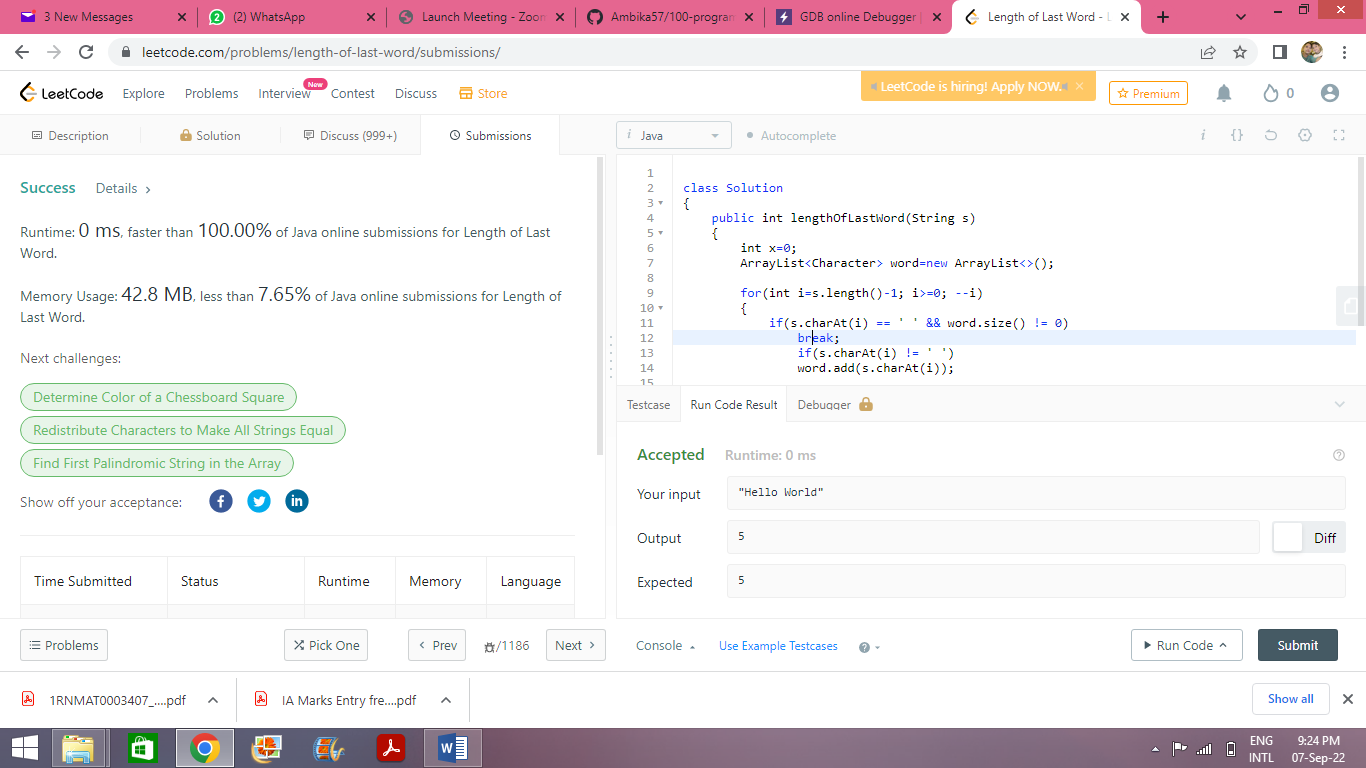 3 New Messages
(2) WhatsApp
Launch Meeting - Zoom
Ambika57/100-program
GDB online Debugger |
Length of Last Word - L
leetcode.com/problems/length-of-last-word/submissions/
LeetCode Explore Problems Interview New Contest Discuss Store
LeetCode is hiring! Apply NOW.
Premium
0
Description
Solution
Discuss (999+)
Submissions
i Java
Autocomplete
i {}
Success Details >
Runtime: 0 ms, faster than 100.00% of Java online submissions for Length of Last
Word.
Memory Usage: 42.8 MB, less than 7.65% of Java online submissions for Length of
Last Word.
Next challenges:
Determine Color of a Chessboard Square
Redistribute Characters to Make All Strings Equal
Find First Palindromic String in the Array
Show off your acceptance:
Time Submitted Status Runtime Memory Language
1
2 class Solution
3 {
4 public int lengthOfLastWord(String s)
5 {
6 int x=0;
7 ArrayList<Character> word=new ArrayList<>();
8
9 for(int i=s.length()-1; i>=0; --i)
10 {
11 if(s.charAt(i) == ' ' && word.size() != 0)
12 break;
13 if(s.charAt(i) != ' ')
14 word.add(s.charAt(i));
15
Testcase Run Code Result Debugger
Accepted Runtime: 0 ms
Your input "Hello World"
Output 5 Diff
Expected 5
Problems
Pick One
< Prev
/1186
Next >
Console
Use Example Testcases
Run Code
Submit
1RNMAT0003407_....pdf
IA Marks Entry fre....pdf
Show all
ENG
INTL
9:24 PM
07-Sep-22